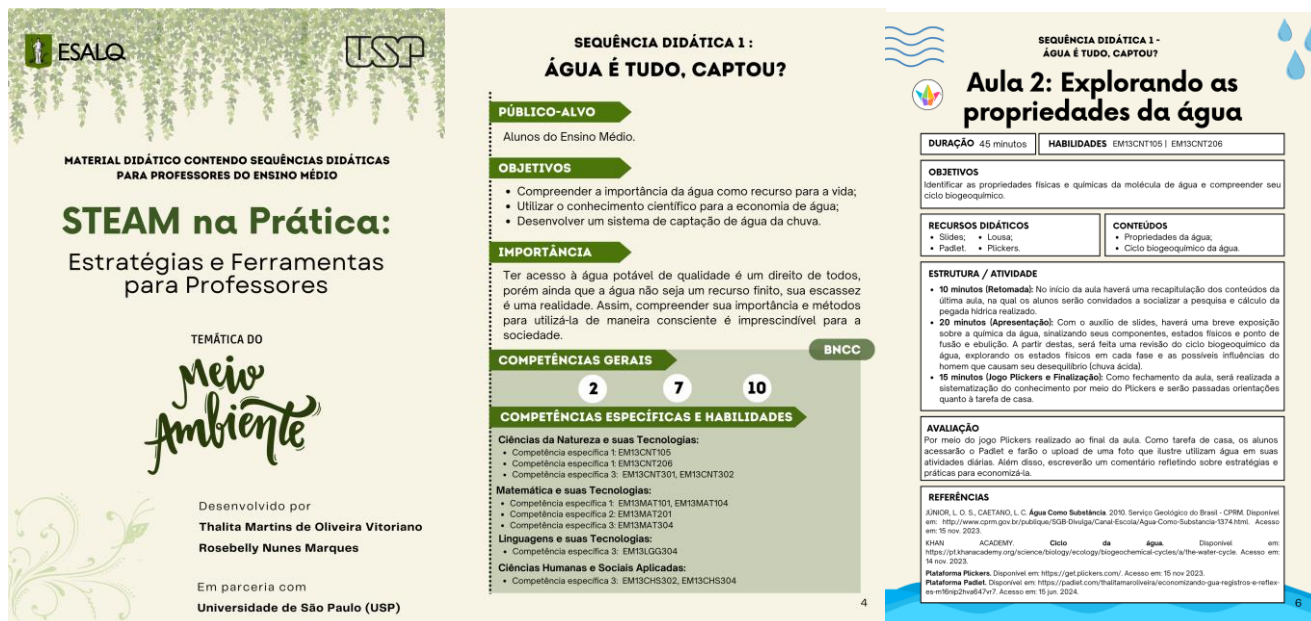 ESALQ
USP
MATERIAL DIDÁTICO CONTENDO SEQUÊNCIAS DIDÁTICAS
PARA PROFESSORES DO ENSINO MÉDIO
STEAM na Prática:
Estratégias e Ferramentas
para Professores
TEMÁTICA DO
Meio
Ambiente
Desenvolvido por
Thalita Martins de Oliveira Vitoriano
Rosebelly Nunes Marques
Em parceria com
Universidade de São Paulo (USP)
SEQUÊNCIA DIDÁTICA 1 :
ÁGUA É TUDO, CAPTOU?
PÚBLICO-ALVO
Alunos do Ensino Médio.
OBJETIVOS
• Compreender a importância da água como recurso para a vida;
• Utilizar o conhecimento científico para a economia de água;
• Desenvolver um sistema de captação de água da chuva.
IMPORTÂNCIA
Ter acesso à água potável de qualidade é um direito de todos,
porém ainda que a água não seja um recurso finito, sua escassez
é uma realidade. Assim, compreender sua importância e métodos
para utilizá-la de maneira consciente é imprescindível para a
sociedade.
BNCC
COMPETÊNCIAS GERAIS
2 7 10
COMPETÊNCIAS ESPECÍFICAS E HABILIDADES
Ciências da Natureza e suas Tecnologias:
• Competência específica 1: EM13CNT105
• Competência específica 1: EM13CNT206
• Competência específica 3: EM13CNT301, EM13CNT302
Matemática e suas Tecnologias:
• Competência específica 1: EM13MAT101, EM13MAT104
• Competência específica 2: EM13MAT201
• Competência específica 3: EM13MAT304
Linguagens e suas Tecnologias:
• Competência específica 3: EM13LGG304
Ciências Humanas e Sociais Aplicadas:
• Competência específica 3: EM13CHS302, EM13CHS304
4
SEQUÊNCIA DIDÁTICA 1 -
ÁGUA É TUDO, CAPTOU?
Aula 2: Explorando as
propriedades da água
DURAÇÃO 45 minutos
HABILIDADES EM13CNT105 | EM13CNT206
OBJETIVOS
Identificar as propriedades físicas e químicas da molécula de água e compreender seu
ciclo biogeoquímico.
RECURSOS DIDÁTICOS
• Slides; • Lousa;
• Padlet. • Plickers.
CONTEÚDOS
• Propriedades da água;
• Ciclo biogeoquímico da água.
ESTRUTURA / ATIVIDADE
• 10 minutos (Retomada): No início da aula haverá uma recapitulação dos conteúdos da
última aula, na qual os alunos serão convidados a socializar a pesquisa e cálculo da
pegada hídrica realizado.
• 20 minutos (Apresentação): Com o auxílio de slides, haverá uma breve exposição
sobre a química da água, sinalizando seus componentes, estados físicos e ponto de
fusão e ebulição. A partir destas, será feita uma revisão do ciclo biogeoquímico da
água, explorando os estados físicos em cada fase e as possíveis influências do
homem que causam seu desequilíbrio (chuva ácida).
• 15 minutos (Jogo Plickers e Finalização): Como fechamento da aula, será realizada a
sistematização do conhecimento por meio do Plickers e serão passadas orientações
quanto à tarefa de casa.
AVALIAÇÃO
Por meio do jogo Plickers realizado ao final da aula. Como tarefa de casa, os alunos
acessarão o Padlet e farão o upload de uma foto que ilustre utilizam água em suas
atividades diárias. Além disso, escreverão um comentário refletindo sobre estratégias e
práticas para economizá-la.
REFERÊNCIAS
JÚNIOR, L. O. S., CAETANO, L. C. Água Como Substância. 2010. Serviço Geológico do Brasil - CPRM. Disponível
em: http://www.cprm.gov.br/publique/SGB-Divulga/Canal-Escola/Agua-Como-Substancia-1374.html. Acesso
em: 15 nov. 2023.
KHAN ACADEMY. Ciclo da água. Disponível em:
https://pt.khanacademy.org/science/biology/ecology/biogeochemical-cycles/a/the-water-cycle. Acesso em:
14 nov. 2023.
Plataforma Plickers. Disponível em: https://get.plickers.com/. Acesso em: 15 nov 2023.
Plataforma Padlet. Disponível em: https://padlet.com/thalitamaroliveira/economizando-gua-registros-e-reflex-
es-m16nip2hva647vr7. Acesso em: 15 jun. 2024.
6